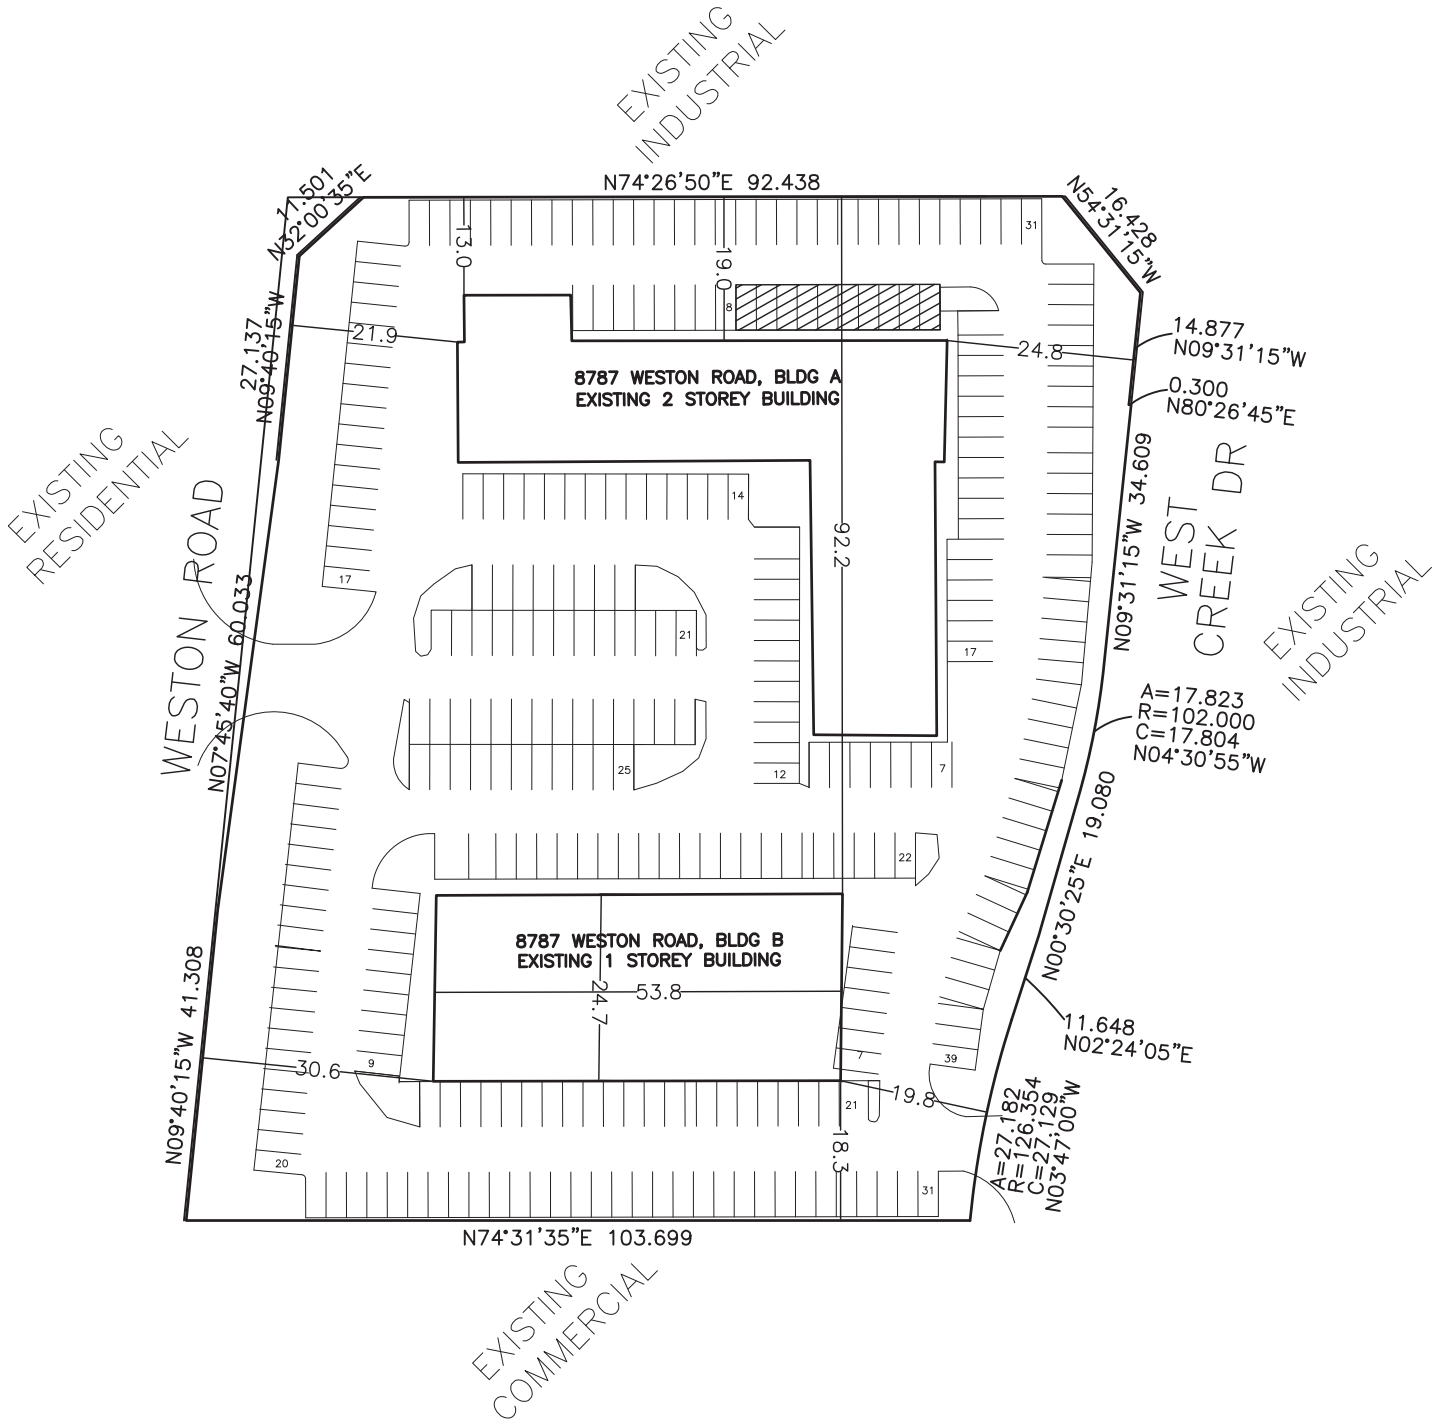 EXISTING
INDUSTRIAL
11.501
N32°00'35"E
N74°26'50"E 92.438
16.428
N54°31'15"W
31
13.0
19.0
8
27.137
N09°40'15"W
21.9
24.8
14.877
N09°31'15"W
0.300
N80°26'45"E
8787 WESTON ROAD, BLDG A
EXISTING 2 STOREY BUILDING
EXISTING
RESIDENTIAL
WESTON ROAD
14
92.2
N09°31'15"W 34.609
WEST
CREEK DR
EXISTING
INDUSTRIAL
17
21
17
N07°45'40"W 60.033
A=17.823
R=102.000
C=17.804
N04°30'55"W
25
12
7
22
N00°30'25"E 19.080
8787 WESTON ROAD, BLDG B
EXISTING 1 STOREY BUILDING
53.8
24.7
N09°40'15"W 41.308
30.6
9
7
39
11.648
N02°24'05"E
19.8
21
18.3
A=27.182
R=126.354
C=27.129
N03°47'00"W
20
31
N74°31'35"E 103.699
EXISTING
COMMERCIAL